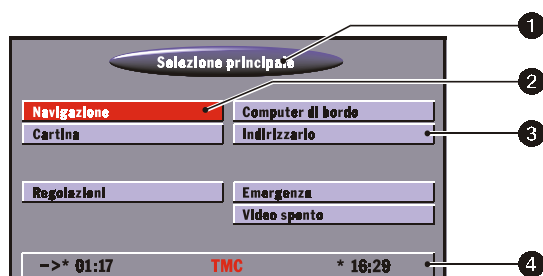 1
Selezione principale
2
Navigazione
Computer di bordo
Cartina
Indirizzario
3
Regolazioni
Emergenza
Video spento
->* 01:17 TMC * 16:29
4